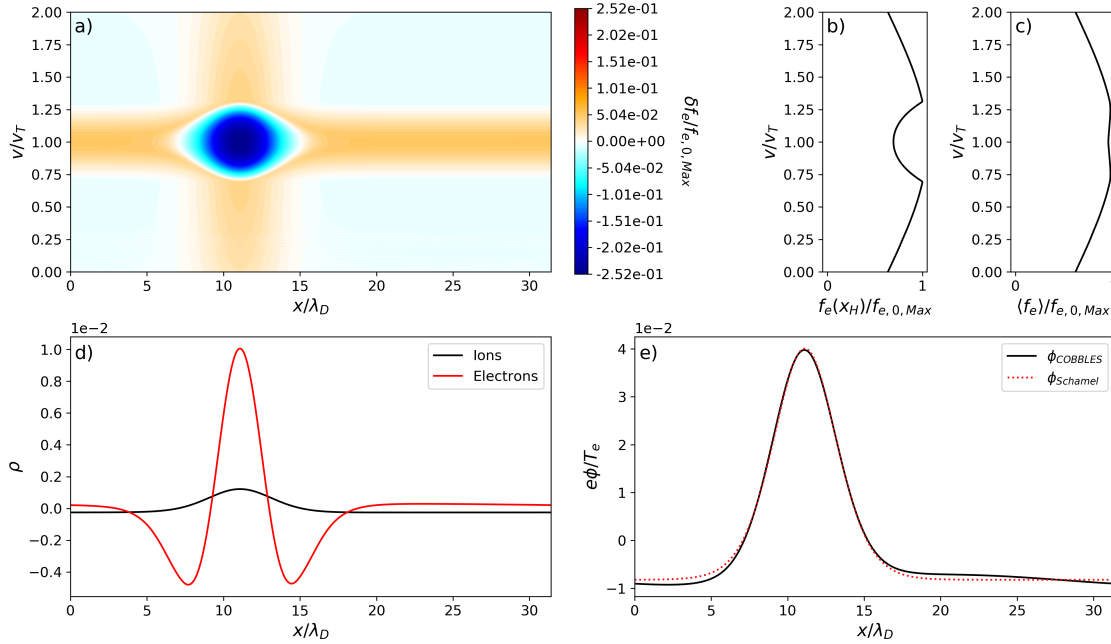 a)
2.00
1.75
1.50
1.25
1.00
0.75
0.50
0.25
0.00
v/v_T
0 5 10 15 20 25 30
x/λ_D
2.52e-01
2.02e-01
1.51e-01
1.01e-01
5.04e-02
0.00e+00
-5.04e-02
-1.01e-01
-1.51e-01
-2.02e-01
-2.52e-01
δf_e/f_{e,0,Max}
b)
2.00
1.75
1.50
1.25
1.00
0.75
0.50
0.25
0.00
v/v_T
0 1
f_e(x_H)/f_{e,0,Max}
c)
2.00
1.75
1.50
1.25
1.00
0.75
0.50
0.25
0.00
v/v_T
0
⟨f_e⟩/f_{e,0,Max}
1e−2
d)
1.0
0.8
0.6
0.4
0.2
0.0
−0.2
−0.4
ρ
Ions
Electrons
0 5 10 15 20 25 30
x/λ_D
1e−2
e)
4
3
2
1
0
−1
eϕ/T_e
ϕ_COBBLES
ϕ_Schamel
0 5 10 15 20 25 30
x/λ_D